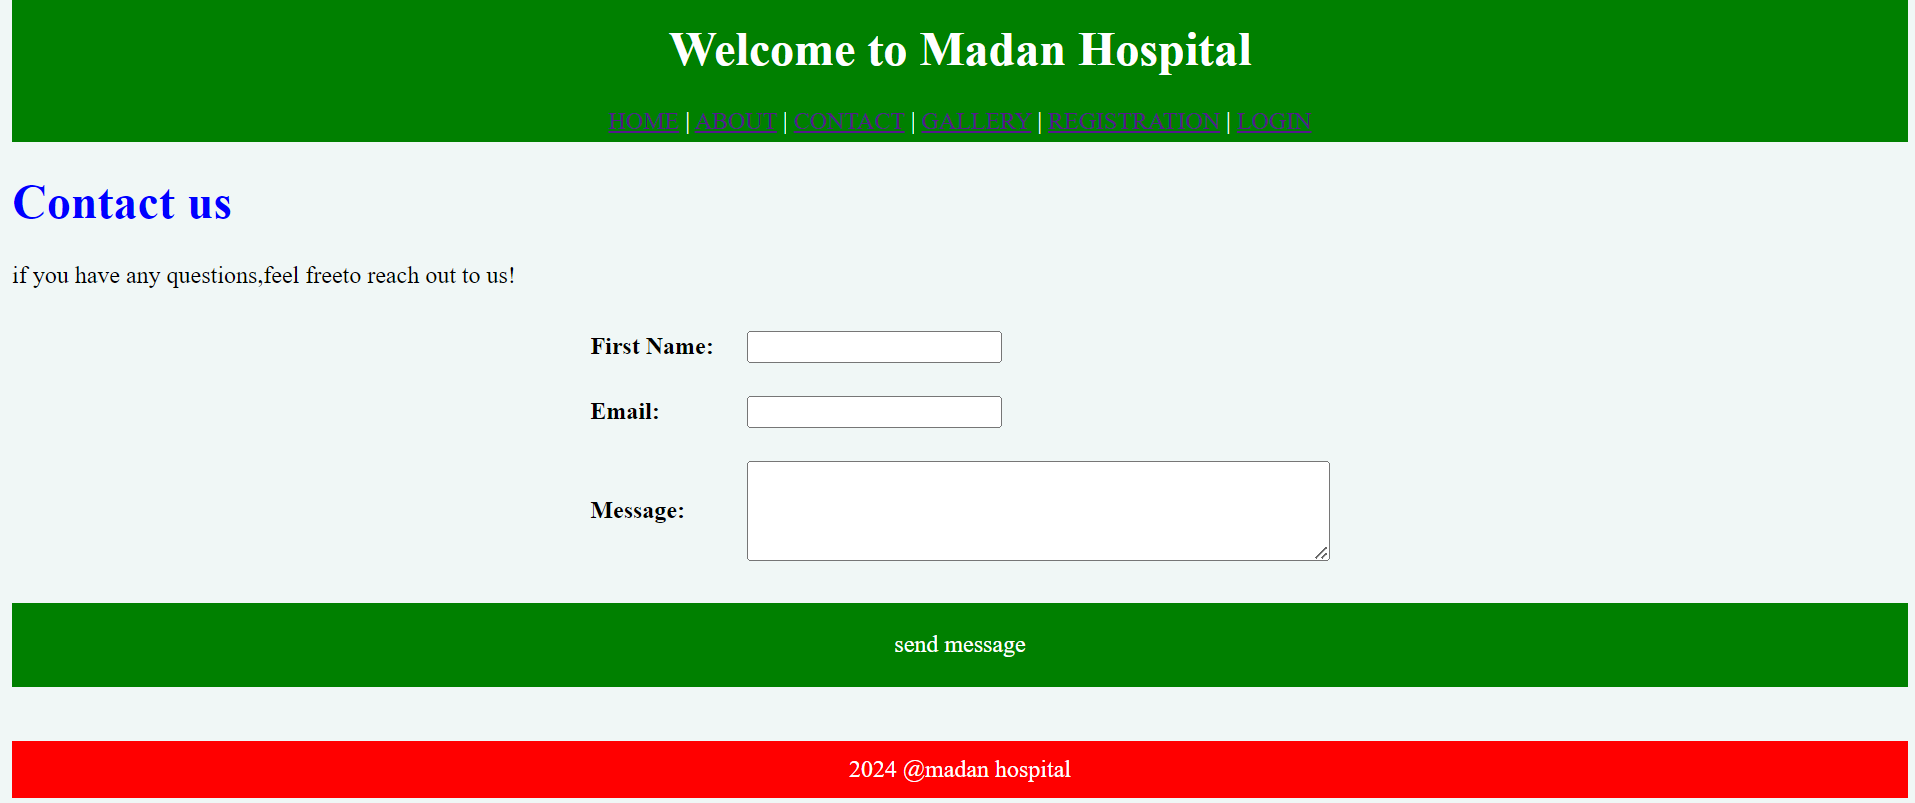 Welcome to Madan Hospital
HOME | ABOUT | CONTACT | GALLERY | REGISTRATION | LOGIN
Contact us
if you have any questions,feel freeto reach out to us!
First Name:
Email:
Message:
send message
2024 @madan hospital